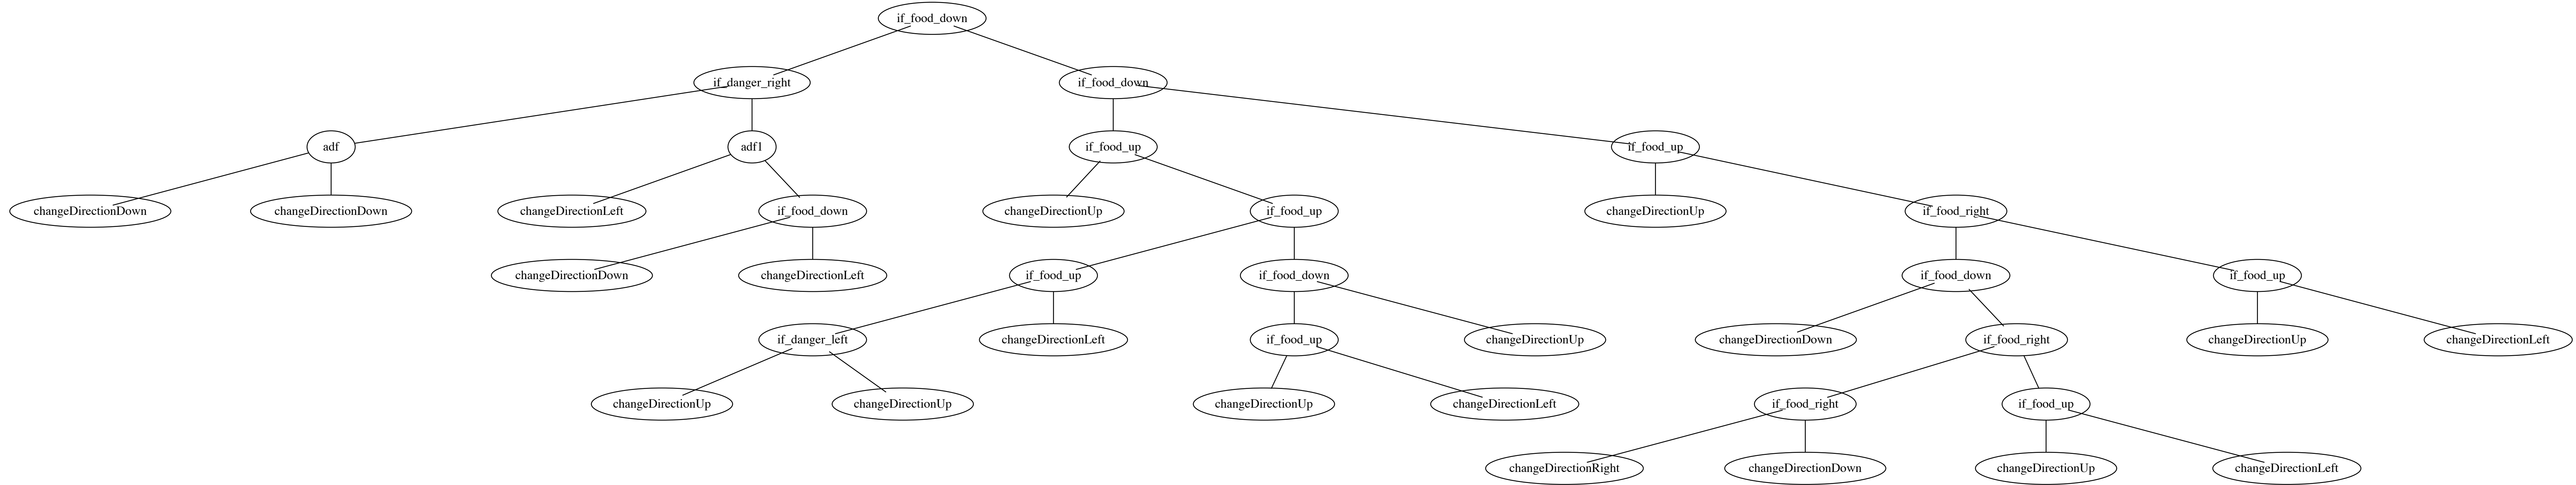 if_food_down
if_danger_right
if_food_down
adf
adf1
if_food_up
if_food_up
changeDirectionDown
changeDirectionDown
changeDirectionLeft
if_food_down
changeDirectionUp
if_food_up
changeDirectionUp
if_food_right
changeDirectionDown
changeDirectionLeft
if_food_up
if_food_down
if_food_down
if_food_up
if_danger_left
changeDirectionLeft
if_food_up
changeDirectionUp
changeDirectionDown
if_food_right
changeDirectionUp
changeDirectionLeft
changeDirectionUp
changeDirectionUp
changeDirectionUp
changeDirectionLeft
if_food_right
if_food_up
changeDirectionRight
changeDirectionDown
changeDirectionUp
changeDirectionLeft